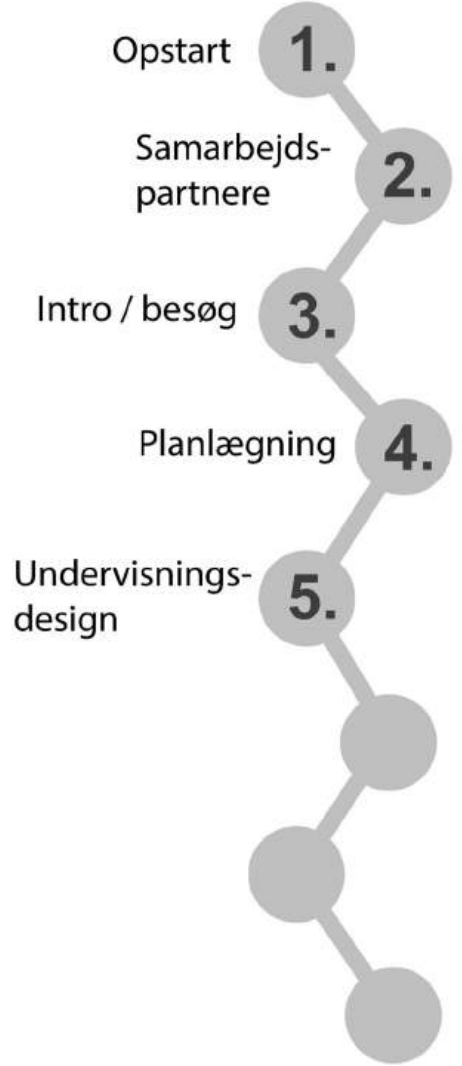 Opstart 1.
Samarbejds-
partnere 2.
Intro / besøg 3.
Planlægning 4.
Undervisnings-
design 5.